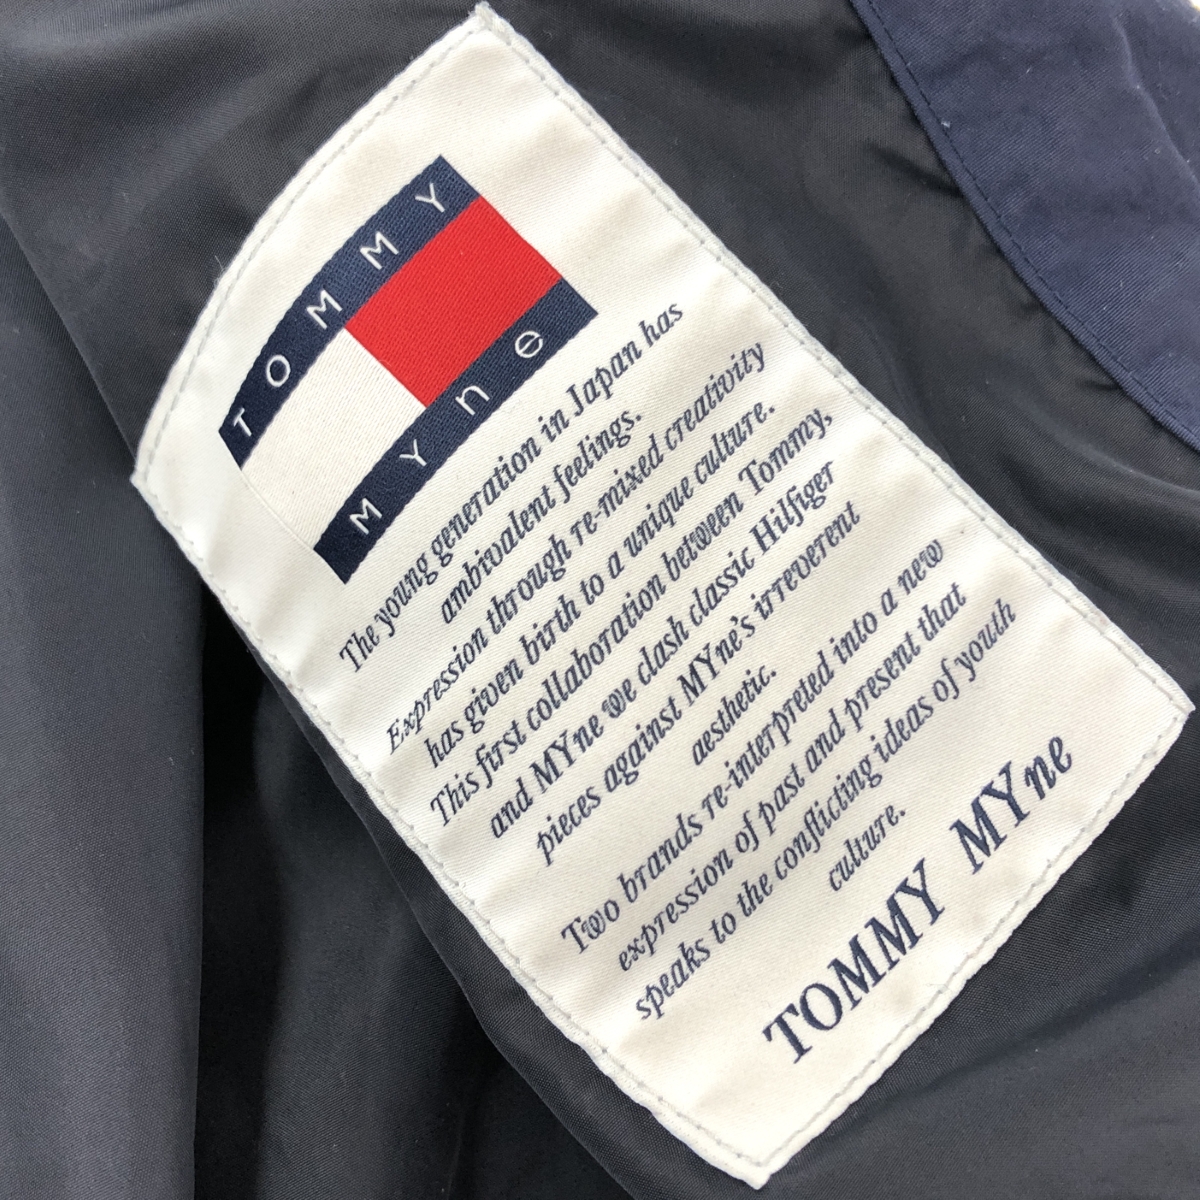 TOMMY
MYne
The young generation in Japan has
ambivalent feelings.
Expression through re-mixed creativity
has given birth to a unique culture.
This first collaboration between Tommy,
and MYne we clash classic Hilfiger
pieces against MYne's irreverent
aesthetic.
Two brands re-interpreted into a new
expression of past and present that
speaks to the conflicting ideas of youth
culture.
TOMMY MYne